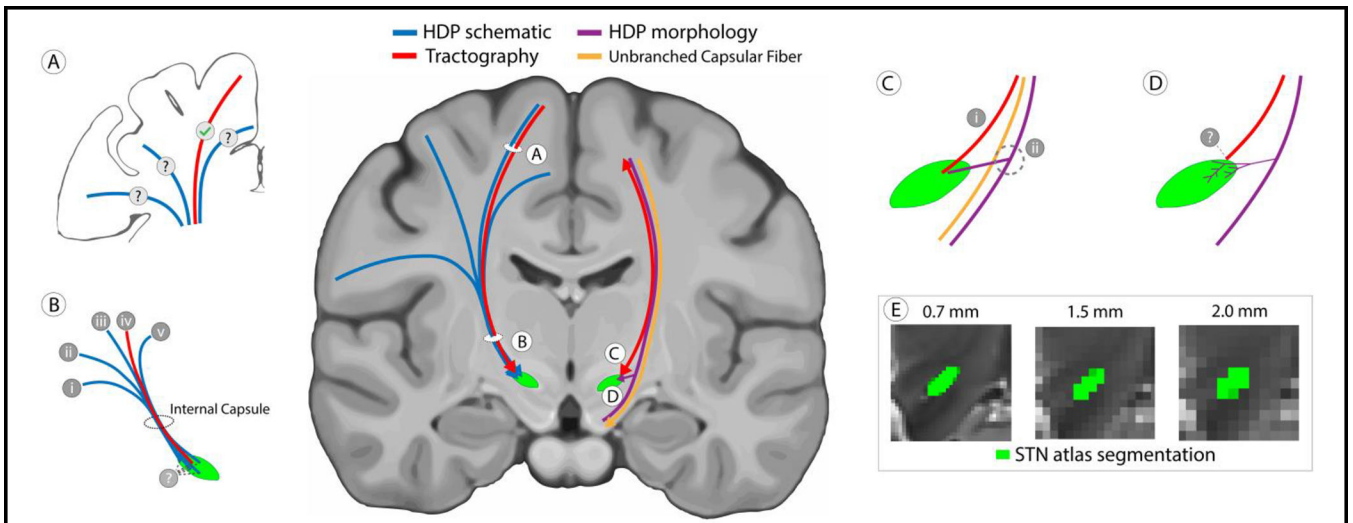 HDP schematic
HDP morphology
Tractography
Unbranched Capsular Fiber
A
?
?
?
B
i
ii
iii
iv
v
Internal Capsule
?
A
B
C
D
C
i
ii
D
?
E
0.7 mm
1.5 mm
2.0 mm
STN atlas segmentation